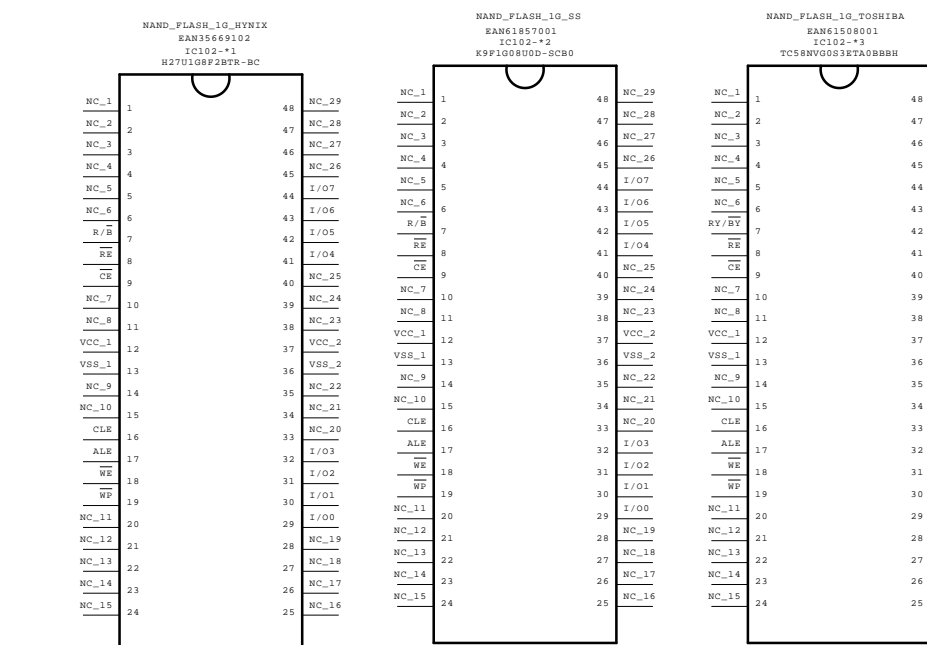 NAND_FLASH_1G_HYNIX
EAN35669102
IC102-*1
H27U1G8F2BTR-BC
NC_1 1 48 NC_29
NC_2 2 47 NC_28
NC_3 3 46 NC_27
NC_4 4 45 NC_26
NC_5 5 44 I/O7
NC_6 6 43 I/O6
R/B̅ 7 42 I/O5
R̅E̅ 8 41 I/O4
C̅E̅ 9 40 NC_25
NC_7 10 39 NC_24
NC_8 11 38 NC_23
VCC_1 12 37 VCC_2
VSS_1 13 36 VSS_2
NC_9 14 35 NC_22
NC_10 15 34 NC_21
CLE 16 33 NC_20
ALE 17 32 I/O3
W̅E̅ 18 31 I/O2
W̅P̅ 19 30 I/O1
NC_11 20 29 I/O0
NC_12 21 28 NC_19
NC_13 22 27 NC_18
NC_14 23 26 NC_17
NC_15 24 25 NC_16
NAND_FLASH_1G_SS
EAN61857001
IC102-*2
K9F1G08U0D-SCB0
NC_1 1 48 NC_29
NC_2 2 47 NC_28
NC_3 3 46 NC_27
NC_4 4 45 NC_26
NC_5 5 44 I/O7
NC_6 6 43 I/O6
R/B̅ 7 42 I/O5
R̅E̅ 8 41 I/O4
C̅E̅ 9 40 NC_25
NC_7 10 39 NC_24
NC_8 11 38 NC_23
VCC_1 12 37 VCC_2
VSS_1 13 36 VSS_2
NC_9 14 35 NC_22
NC_10 15 34 NC_21
CLE 16 33 NC_20
ALE 17 32 I/O3
W̅E̅ 18 31 I/O2
W̅P̅ 19 30 I/O1
NC_11 20 29 I/O0
NC_12 21 28 NC_19
NC_13 22 27 NC_18
NC_14 23 26 NC_17
NC_15 24 25 NC_16
NAND_FLASH_1G_TOSHIBA
EAN61508001
IC102-*3
TC58NVG0S3ETA0BBBH
NC_1 1 48
NC_2 2 47
NC_3 3 46
NC_4 4 45
NC_5 5 44
NC_6 6 43
RY/B̅Y̅ 7 42
R̅E̅ 8 41
C̅E̅ 9 40
NC_7 10 39
NC_8 11 38
VCC_1 12 37
VSS_1 13 36
NC_9 14 35
NC_10 15 34
CLE 16 33
ALE 17 32
W̅E̅ 18 31
W̅P̅ 19 30
NC_11 20 29
NC_12 21 28
NC_13 22 27
NC_14 23 26
NC_15 24 25